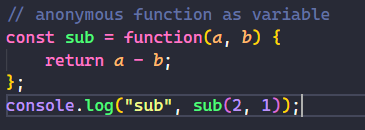 // anonymous function as variable
const sub = function(a, b) {
    return a - b;
};
console.log("sub", sub(2, 1));